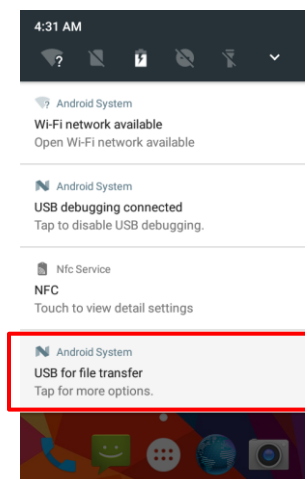 4:31 AM
Android System
Wi-Fi network available
Open Wi-Fi network available
Android System
USB debugging connected
Tap to disable USB debugging.
Nfc Service
NFC
Touch to view detail settings
Android System
USB for file transfer
Tap for more options.